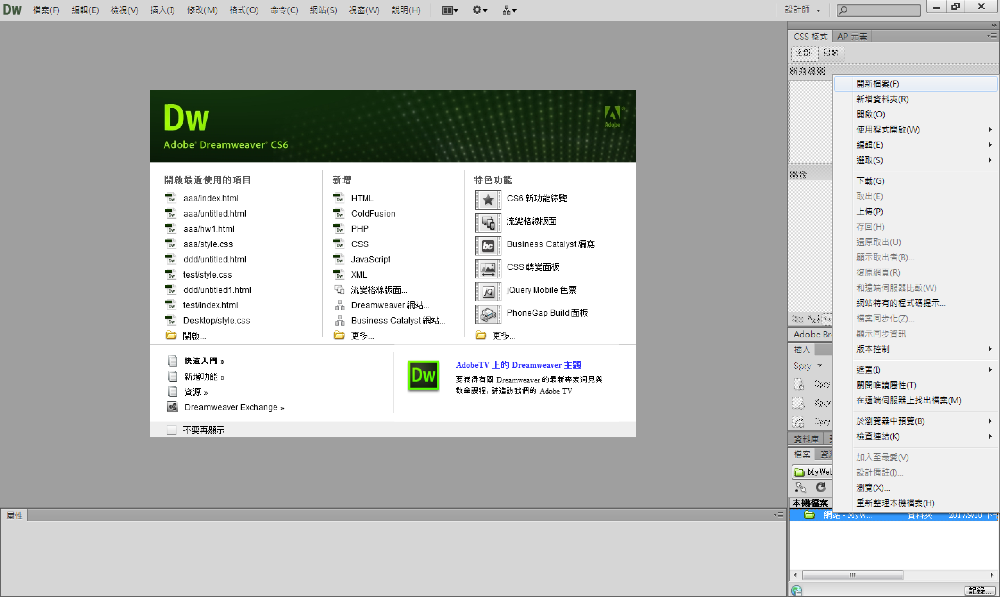 Dw 檔案(F) 編輯(E) 檢視(V) 插入(I) 修改(M) 格式(O) 命令(C) 網站(S) 視窗(W) 說明(H) 設計師
CSS 樣式 AP 元素
全部 目前
所有規則
Dw
Adobe® Dreamweaver® CS6
Adobe®
開啟最近使用的項目
aaa/index.html
aaa/untitled.html
aaa/hw1.html
aaa/style.css
ddd/untitled.html
test/style.css
ddd/untitled1.html
test/index.html
Desktop/style.css
開啟...
新增
HTML
ColdFusion
PHP
CSS
JavaScript
XML
流變格線版面...
Dreamweaver 網站...
Business Catalyst 網站...
更多...
特色功能
CS6 新功能綜覽
流變格線版面
Business Catalyst 編寫
CSS 轉變面板
jQuery Mobile 色票
PhoneGap Build 面板
更多...
快速入門 »
新增功能 »
資源 »
Dreamweaver Exchange »
Dw
AdobeTV 上的 Dreamweaver 主題
要獲得有關 Dreamweaver 的最新專家洞見與
教學課程, 請造訪我們的 Adobe TV
不要再顯示
屬性
屬性
Adobe Br
插入
Spry
Spry
Spry
Spry
資料庫
檔案
MyWeb
本機檔案
網站 - MyW... 資料夾 2017/9/10 下午
記錄...
開新檔案(F)
新增資料夾(R)
開啟(O)
使用程式開啟(W)
編輯(E)
選取(S)
下載(G)
取出(E)
上傳(P)
存回(H)
還原取出(U)
顯示取出者(B)...
復原網頁(R)
和遠端伺服器比較(W)
網站特有的程式碼提示...
檔案同步化(Z)...
顯示同步資訊
版本控制
遮罩(I)
關閉唯讀屬性(T)
在遠端伺服器上找出檔案(M)
於瀏覽器中預覽(B)
檢查連結(K)
加入至最愛(V)
設計備註(I)...
瀏覽(X)...
重新整理本機檔案(H)